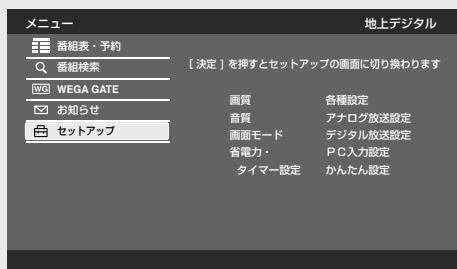 メニュー
地上デジタル
番組表・予約
番組検索
WG WEGA GATE
お知らせ
セットアップ
[ 決定 ] を押すとセットアップの画面に切り換わります
画質 各種設定
音質 アナログ放送設定
画面モード デジタル放送設定
省電力・ ＰＣ入力設定
タイマー設定 かんたん設定